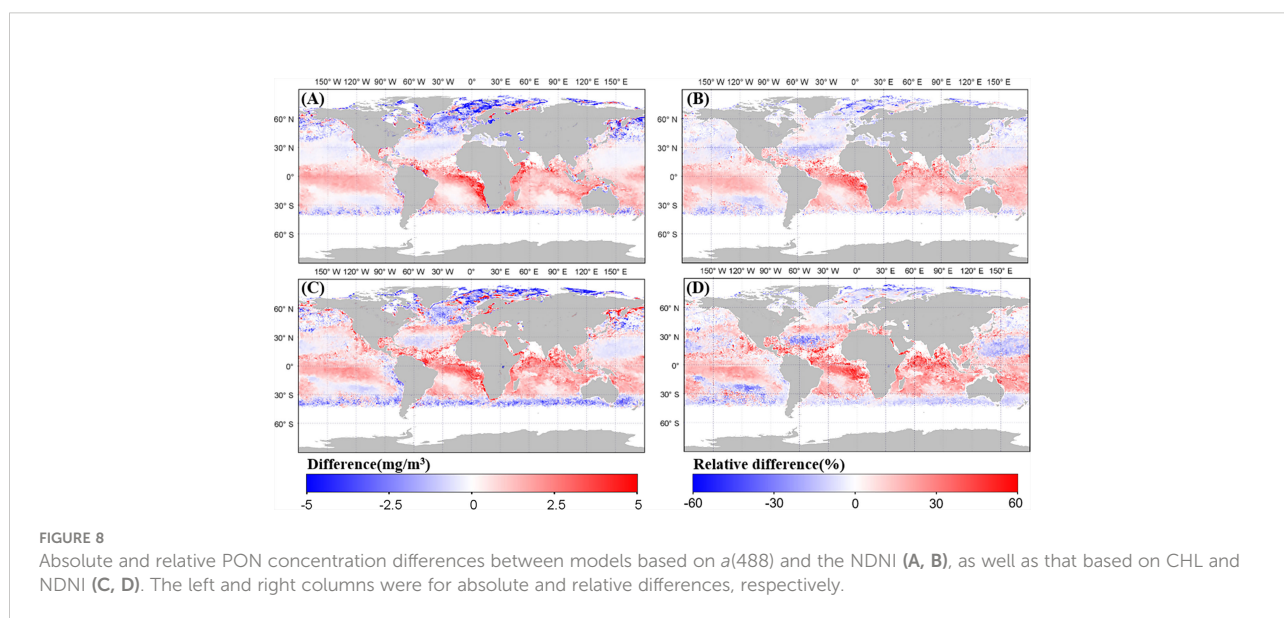 150° W 120° W 90° W 60° W 30° W 0° 30° E 60° E 90° E 120° E 150° E
150° W 120° W 90° W 60° W 30° W 0° 30° E 60° E 90° E 120° E 150° E
(A)
(B)
60° N
60° N
30° N
30° N
0°
0°
30° S
30° S
60° S
60° S
150° W 120° W 90° W 60° W 30° W 0° 30° E 60° E 90° E 120° E 150° E
150° W 120° W 90° W 60° W 30° W 0° 30° E 60° E 90° E 120° E 150° E
(C)
(D)
60° N
60° N
30° N
30° N
0°
0°
30° S
30° S
60° S
60° S
Difference(mg/m³)
Relative difference(%)
-5 -2.5 0 2.5 5
-60 -30 0 30 60
FIGURE 8
Absolute and relative PON concentration differences between models based on a(488) and the NDNI (A, B), as well as that based on CHL and
NDNI (C, D). The left and right columns were for absolute and relative differences, respectively.